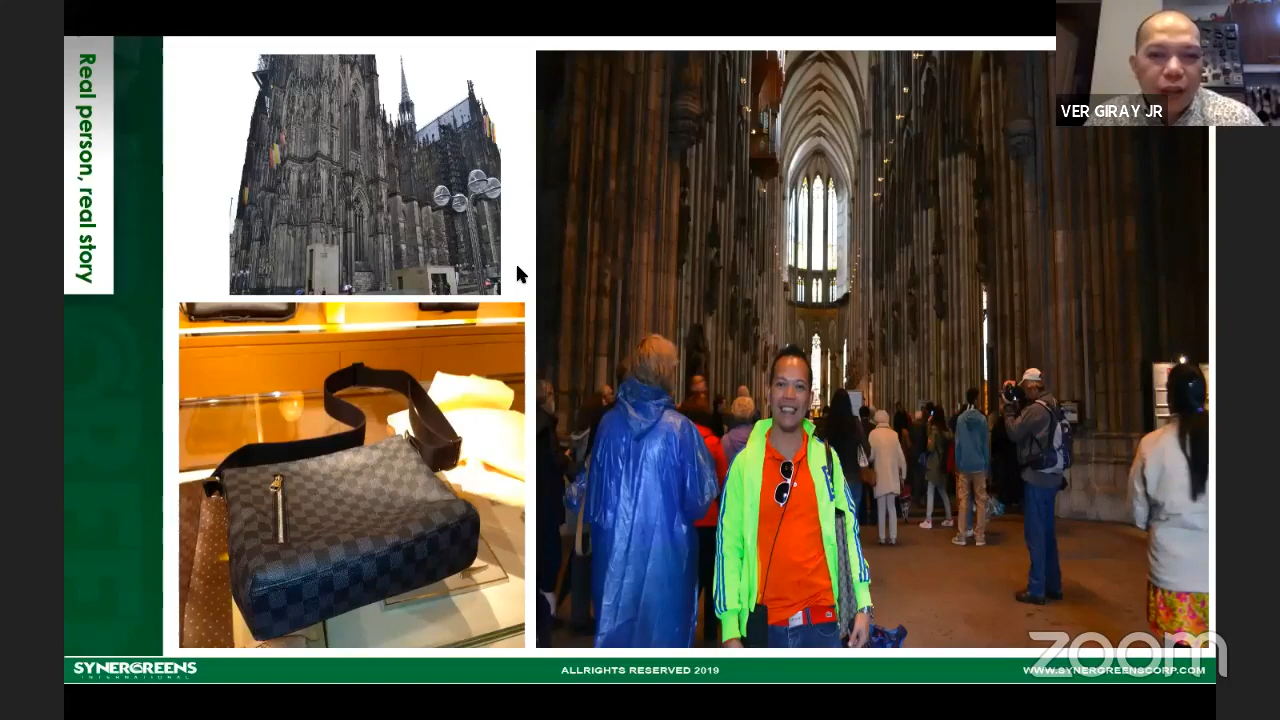 Real person, real story
VER GIRAY JR
SYNERGREENS
INTERNATIONAL
ALLRIGHTS RESERVED 2019
WWW.SYNERGREENSCORP.COM
zoom